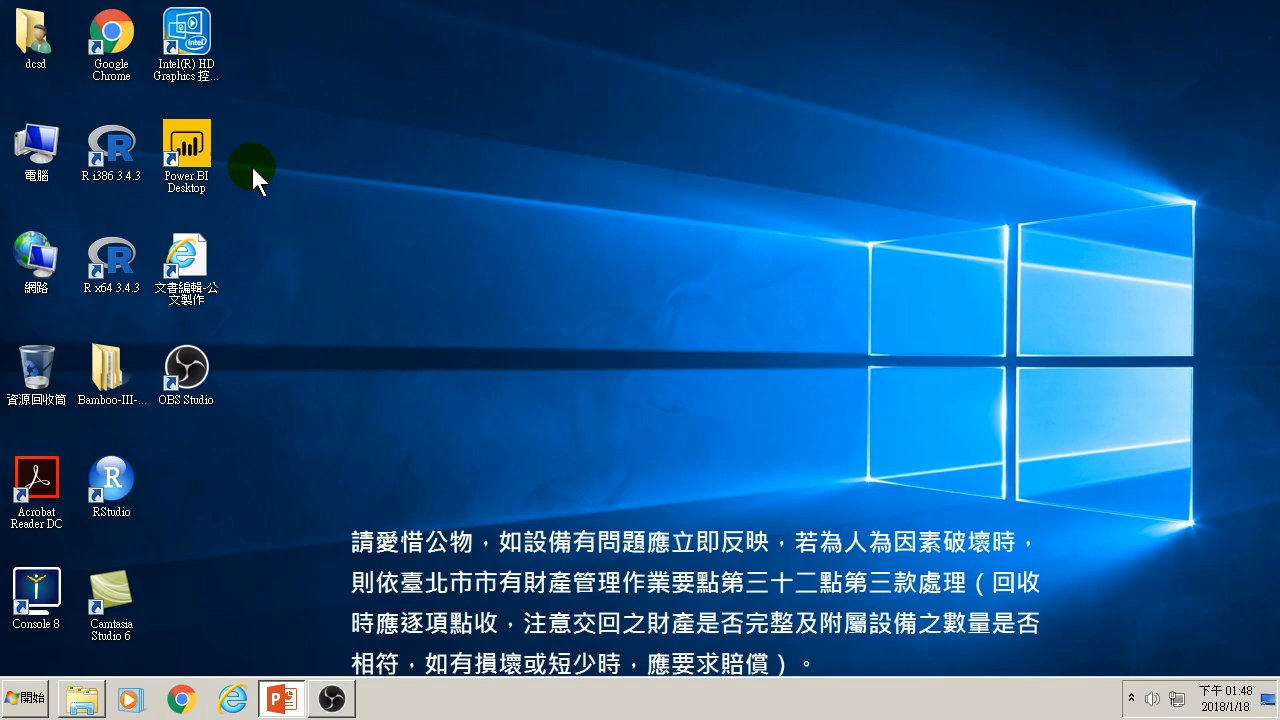 dcsd
Google
Chrome
Intel(R) HD
Graphics 控...
電腦
R i386 3.4.3
Power BI
Desktop
網路
R x64 3.4.3
文書編輯-公
文製作
資源回收筒
Bamboo-III-...
OBS Studio
Acrobat
Reader DC
RStudio
Console 8
Camtasia
Studio 6
請愛惜公物，如設備有問題應立即反映，若為人為因素破壞時，
則依臺北市市有財產管理作業要點第三十二點第三款處理（回收
時應逐項點收，注意交回之財產是否完整及附屬設備之數量是否
相符，如有損壞或短少時，應要求賠償）。
開始
下午 01:48
2018/1/18